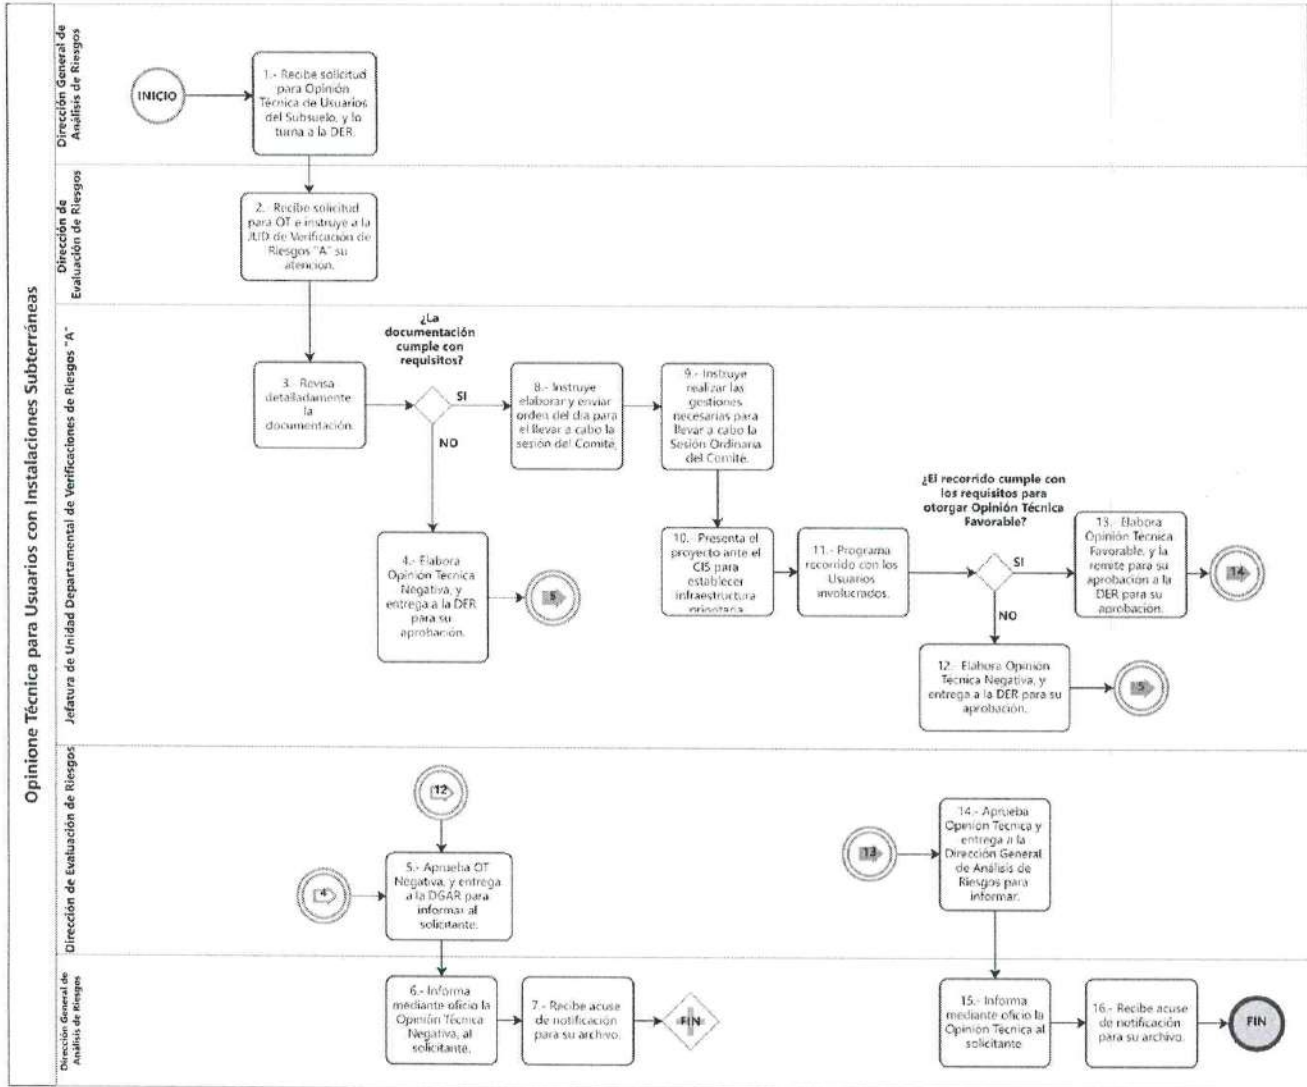 Opinione Técnica para Usuarios con Instalaciones Subterráneas
Dirección General de
Análisis de Riesgos
INICIO
1.- Recibe solicitud
para Opinión
Técnica de Usuarios
del Subsuelo, y lo
turna a la DER.
Dirección de
Evaluación de Riesgos
2.- Recibe solicitud
para OT e instruye a la
JUD de Verificación de
Riesgos "A" su
atención.
Jefatura de Unidad Departamental de Verificaciones de Riesgos "A"
3.- Revisa
detalladamente
la
documentación.
¿La
documentación
cumple con
requisitos?
SI
NO
4.- Elabora
Opinión Técnica
Negativa, y
entrega a la DER
para su
aprobación.
5
8.- Instruye
elaborar y enviar
orden del día para
el llevar a cabo la
sesión del Comité.
9.- Instruye
realizar las
gestiones
necesarias para
llevar a cabo la
Sesión Ordinaria
del Comité.
10.- Presenta el
proyecto ante el
CIS para
establecer
infraestructura
prioritaria
11.- Programa
recorrido con los
Usuarios
involucrados.
¿El recorrido cumple con
los requisitos para
otorgar Opinión Técnica
Favorable?
SI
NO
13.- Elabora
Opinión Técnica
Favorable, y la
remite para su
aprobación a la
DER para su
aprobación.
14
12.- Elabora Opinión
Técnica Negativa, y
entrega a la DER para su
aprobación.
5
Dirección de Evaluación de Riesgos
12
4
5.- Aprueba OT
Negativa, y entrega
a la DGAR para
informar al
solicitante.
13
14.- Aprueba
Opinión Técnica y
entrega a la
Dirección General
de Análisis de
Riesgos para
informar.
Dirección General de
Análisis de Riesgos
6.- Informa
mediante oficio la
Opinión Técnica
Negativa, al
solicitante.
7.- Recibe acuse
de notificación
para su archivo.
FIN
15.- Informa
mediante oficio la
Opinión Técnica al
solicitante
16.- Recibe acuse
de notificación
para su archivo.
FIN